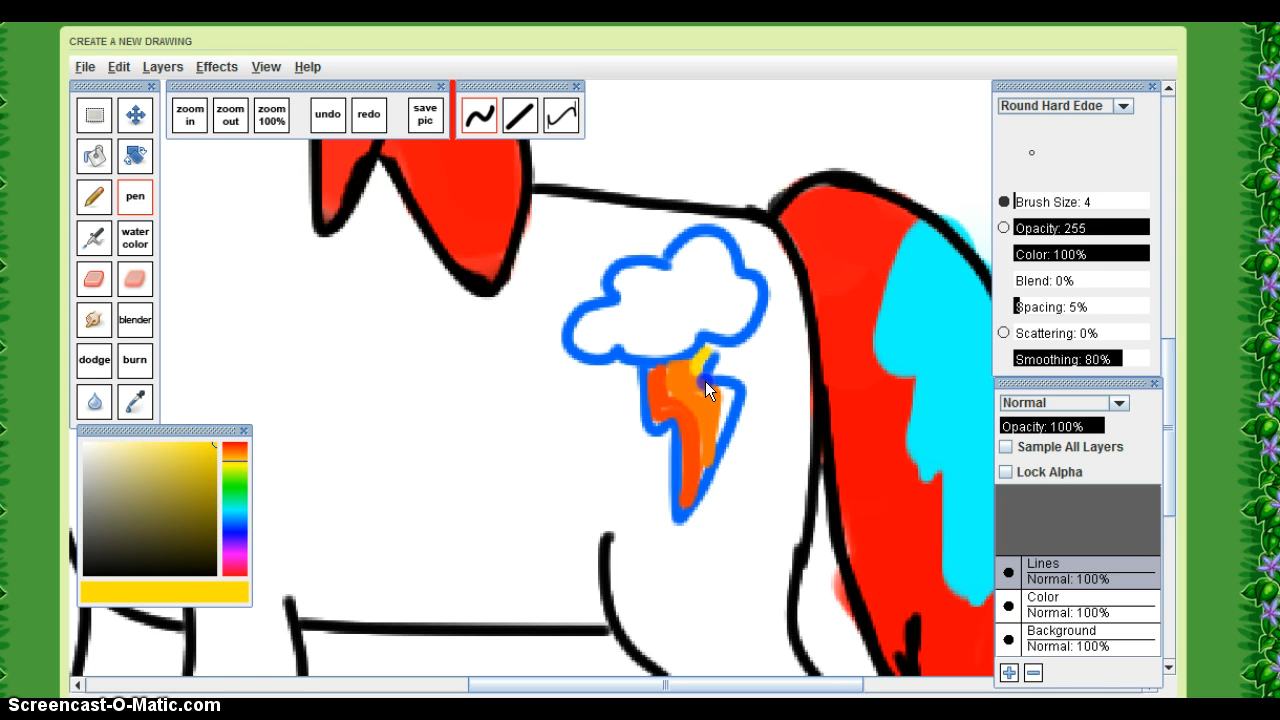 CREATE A NEW DRAWING
File Edit Layers Effects View Help
zoom in
zoom out
zoom 100%
undo
redo
save pic
Round Hard Edge
pen
water color
blender
dodge
burn
Brush Size: 4
Opacity: 255
Color: 100%
Blend: 0%
Spacing: 5%
Scattering: 0%
Smoothing: 80%
Normal
Opacity: 100%
Sample All Layers
Lock Alpha
Lines
Normal: 100%
Color
Normal: 100%
Background
Normal: 100%
Screencast-O-Matic.com